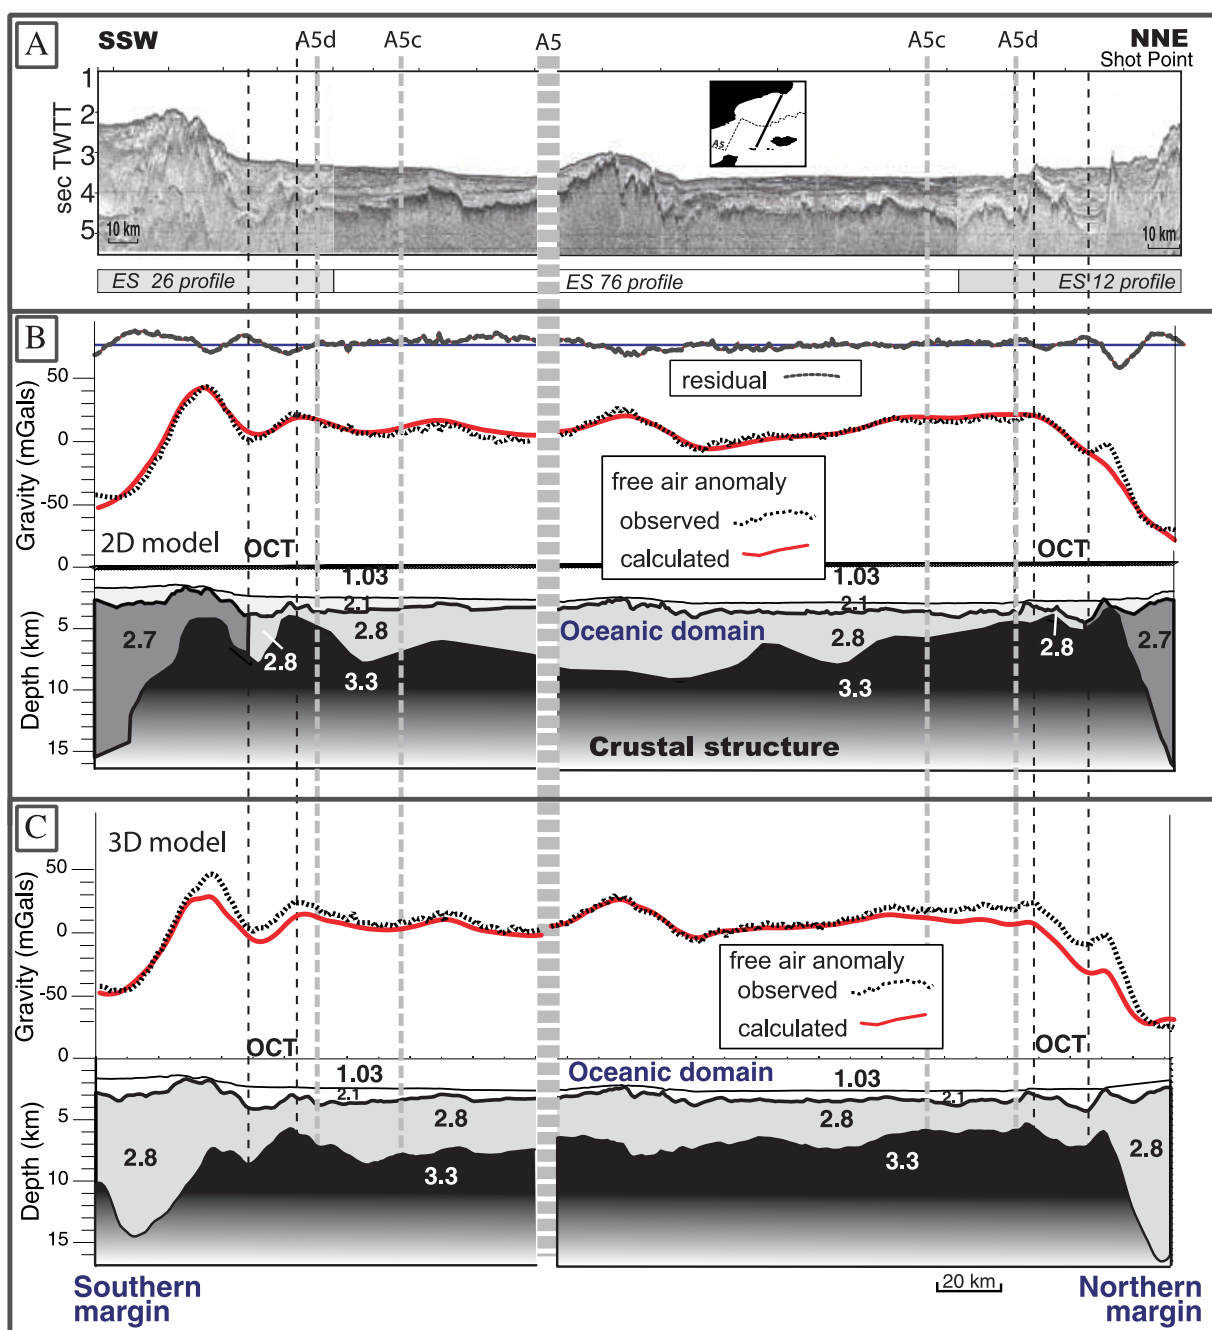 A
SSW
A5d
A5c
A5
A5c
A5d
NNE
Shot Point
1
2
3
4
5
sec TWTT
A5
10 km
10 km
ES 26 profile
ES 76 profile
ES 12 profile
B
50
0
-50
Gravity (mGals)
residual
free air anomaly
observed
calculated
2D model
OCT
OCT
0
5
10
15
Depth (km)
1.03
1.03
2.1
2.1
2.7
2.8
2.8
Oceanic domain
2.8
2.8
2.7
3.3
3.3
Crustal structure
C
3D model
50
0
-50
Gravity (mGals)
free air anomaly
observed
calculated
OCT
OCT
0
5
10
15
Depth (km)
1.03
Oceanic domain
1.03
2.1
2.1
2.8
2.8
2.8
2.8
3.3
3.3
Southern
margin
20 km
Northern
margin